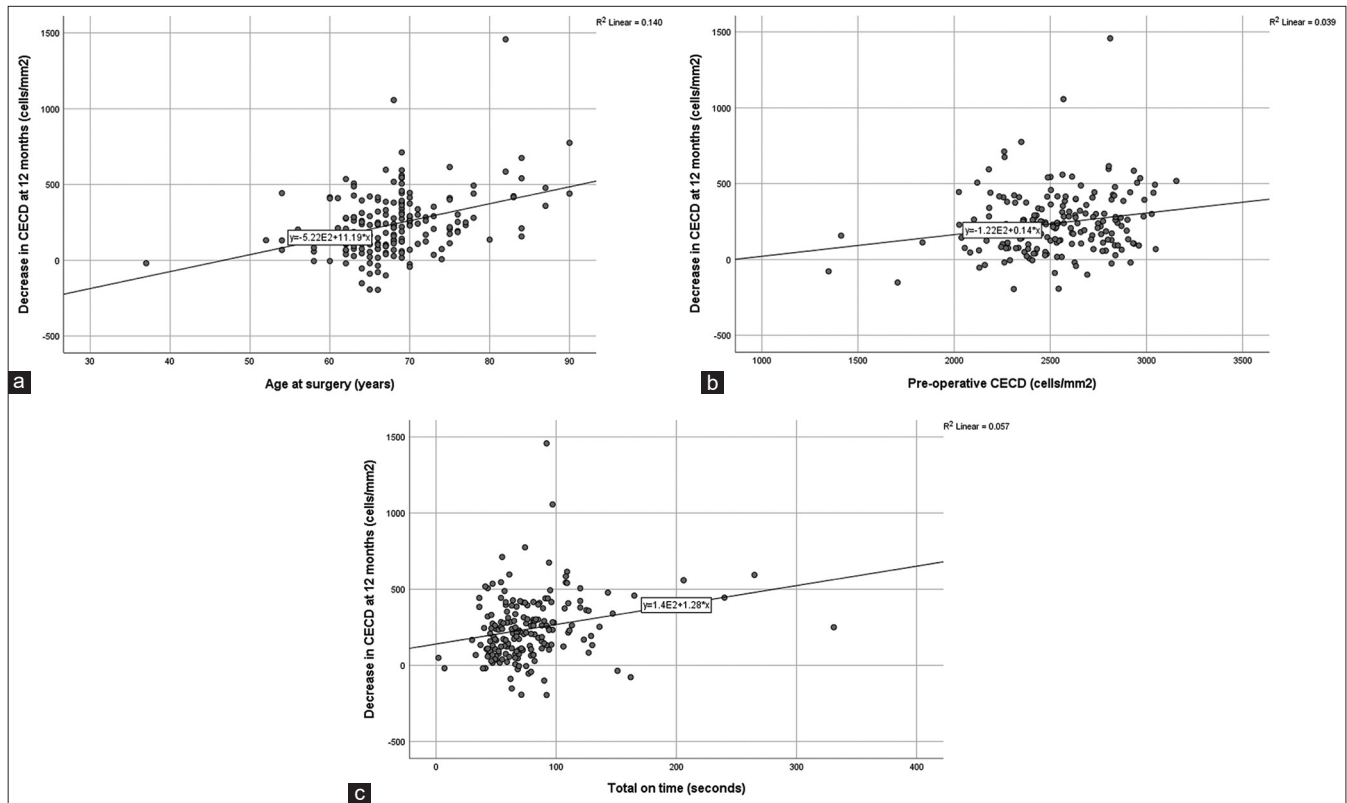 R² Linear = 0.140
1500
1000
500
0
-500
Decrease in CECD at 12 months (cells/mm2)
y=-5.22E2+11.19*x
30 40 50 60 70 80 90
Age at surgery (years)
a
R² Linear = 0.039
1500
1000
500
0
-500
Decrease in CECD at 12 months (cells/mm2)
y=-1.22E2+0.14*x
1000 1500 2000 2500 3000 3500
Pre-operative CECD (cells/mm2)
b
R² Linear = 0.057
1500
1000
500
0
-500
Decrease in CECD at 12 months (cells/mm2)
y=1.4E2+1.28*x
0 100 200 300 400
Total on time (seconds)
c